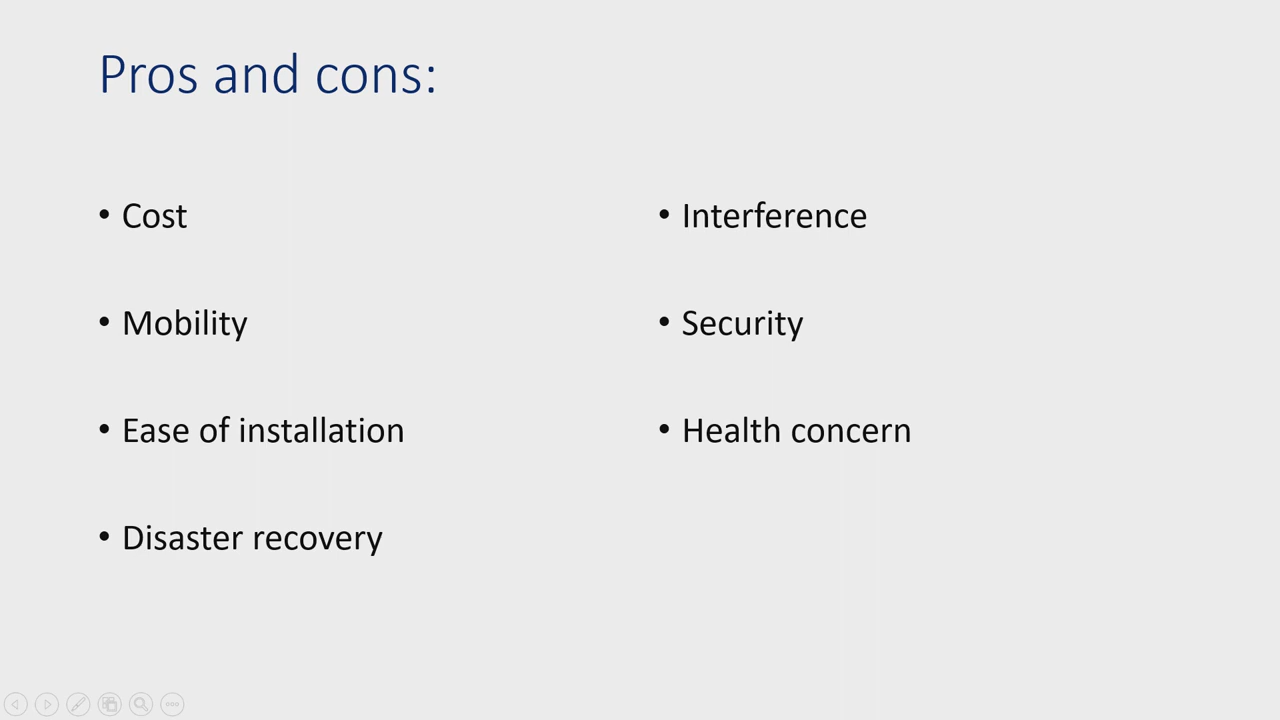 Pros and cons:
• Cost
• Mobility
• Ease of installation
• Disaster recovery
• Interference
• Security
• Health concern